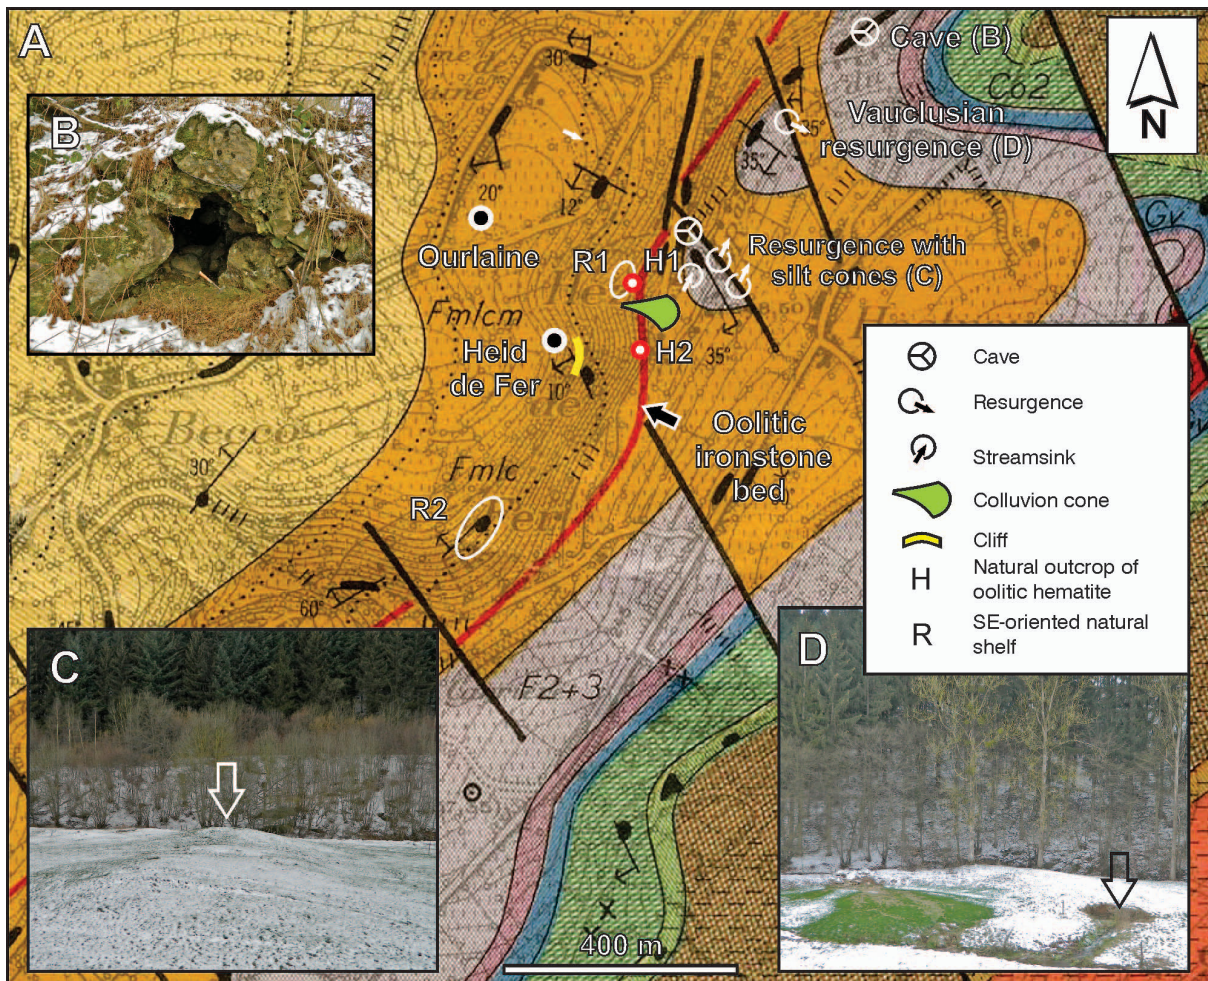 A
B
320
30°
Cave (B)
Co2
N
Vauclusian
resurgence (D)
35°
35°
20°
12°
Ourlaine
R1
H1
Resurgence with
silt cones (C)
Gv
Fmlcm
Heid
de Fer
10°
H2
35°
Oolitic
ironstone
bed
30°
Fmlc
R2
60°
F2+3
Cave
Resurgence
Streamsink
Colluvion cone
Cliff
H
Natural outcrop of
oolitic hematite
R
SE-oriented natural
shelf
C
D
400 m